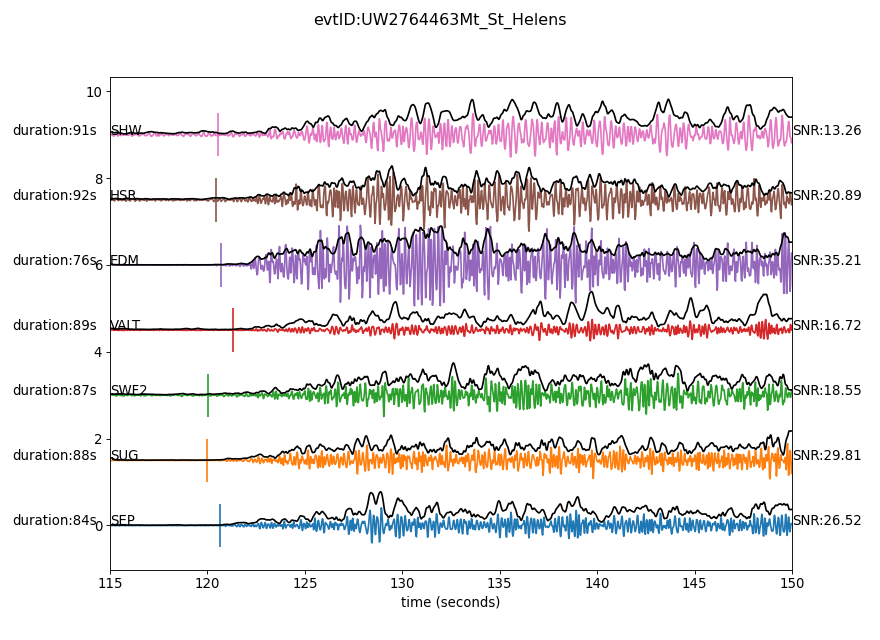 evtID:UW2764463Mt_St_Helens
10
duration:91s SHW SNR:13.26
8
duration:92s HSR SNR:20.89
duration:76s EDM SNR:35.21
6
duration:89s VALT SNR:16.72
4
duration:87s SWF2 SNR:18.55
2
duration:88s SUG SNR:29.81
duration:84s SEP SNR:26.52
0
115 120 125 130 135 140 145 150
time (seconds)